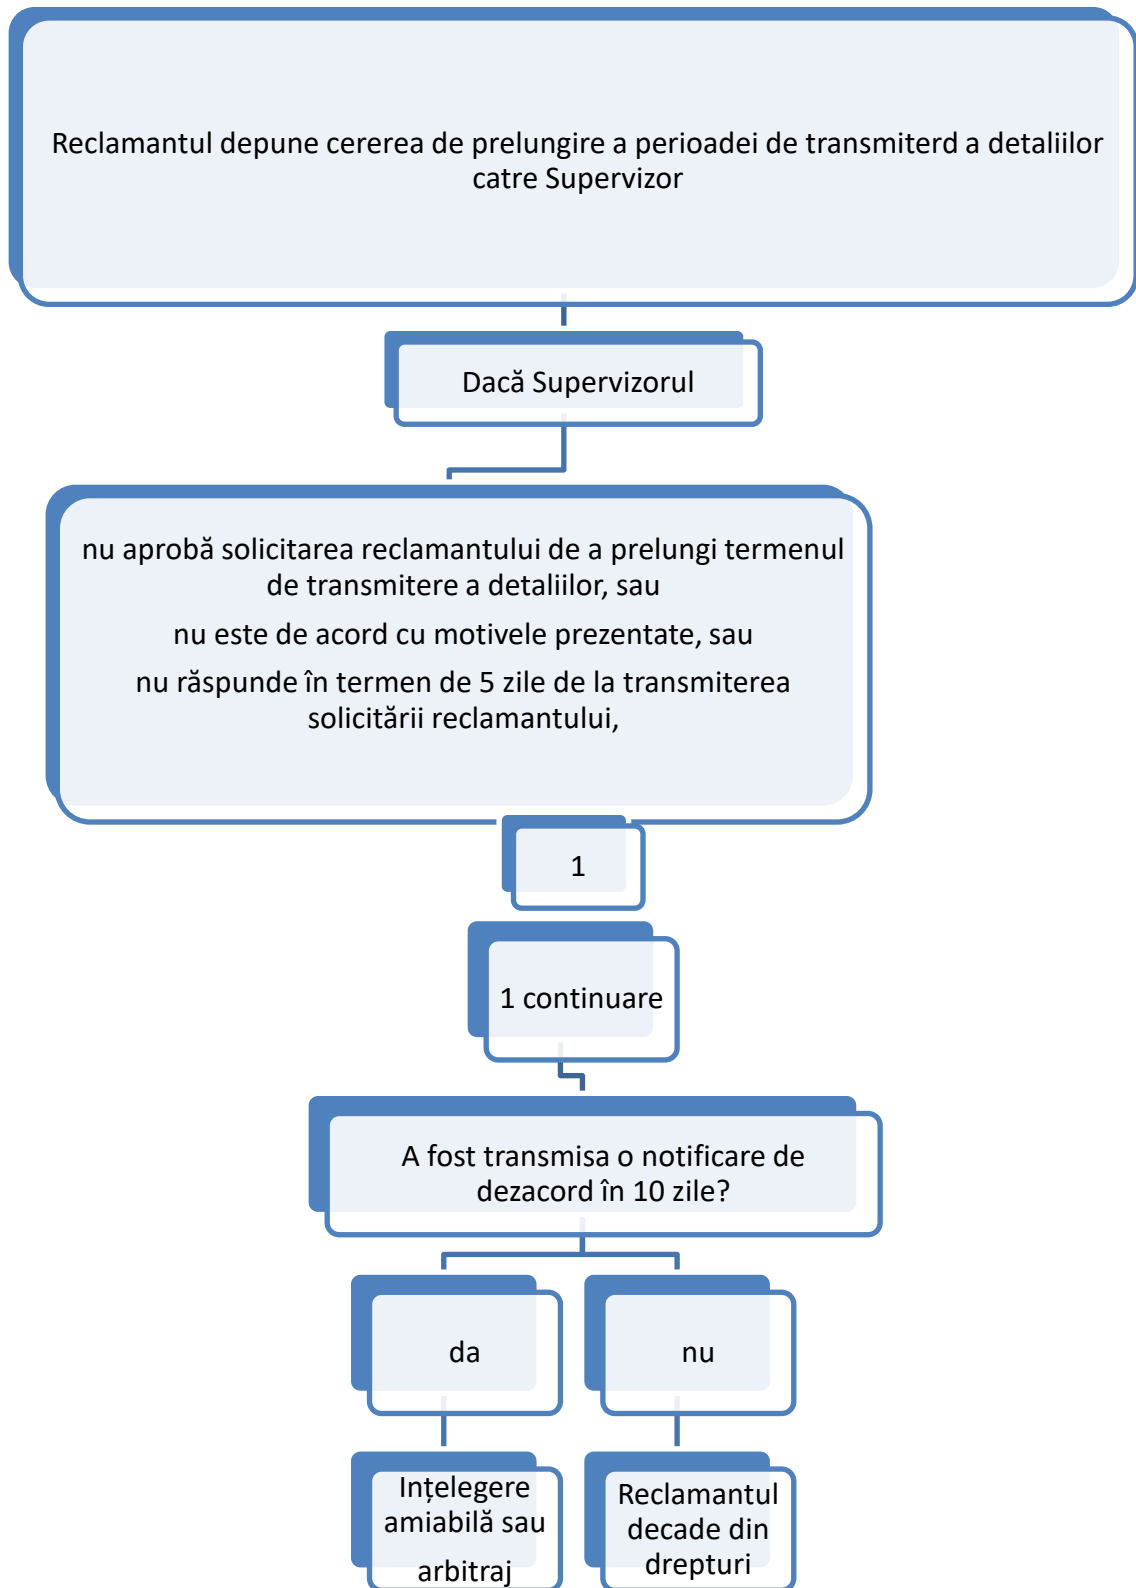 Reclamantul depune cererea de prelungire a perioadei de transmiterd a detaliilor
catre Supervizor
Dacă Supervizorul
nu aprobă solicitarea reclamantului de a prelungi termenul
de transmitere a detaliilor, sau
nu este de acord cu motivele prezentate, sau
nu răspunde în termen de 5 zile de la transmiterea
solicitării reclamantului,
1
1 continuare
A fost transmisa o notificare de
dezacord în 10 zile?
da
nu
Ințelegere
amiabilă sau
arbitraj
Reclamantul
decade din
drepturi